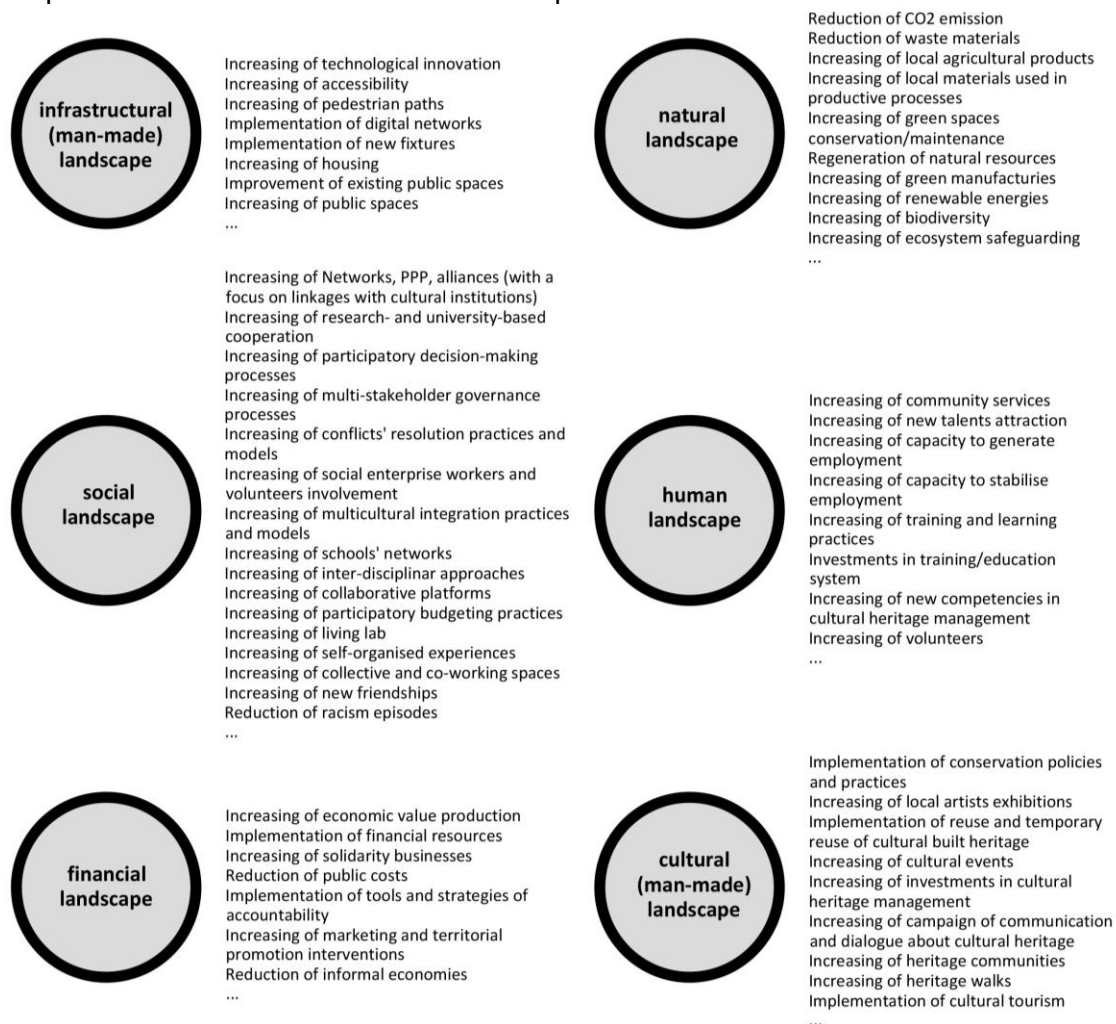 infrastructural
(man-made)
landscape
Increasing of technological innovation
Increasing of accessibility
Increasing of pedestrian paths
Implementation of digital networks
Implementation of new fixtures
Increasing of housing
Improvement of existing public spaces
Increasing of public spaces
...
natural
landscape
Reduction of CO2 emission
Reduction of waste materials
Increasing of local agricultural products
Increasing of local materials used in
productive processes
Increasing of green spaces
conservation/maintenance
Regeneration of natural resources
Increasing of green manufacturies
Increasing of renewable energies
Increasing of biodiversity
Increasing of ecosystem safeguarding
...
social
landscape
Increasing of Networks, PPP, alliances (with a
focus on linkages with cultural institutions)
Increasing of research- and university-based
cooperation
Increasing of participatory decision-making
processes
Increasing of multi-stakeholder governance
processes
Increasing of conflicts' resolution practices and
models
Increasing of social enterprise workers and
volunteers involvement
Increasing of multicultural integration practices
and models
Increasing of schools' networks
Increasing of inter-disciplinar approaches
Increasing of collaborative platforms
Increasing of participatory budgeting practices
Increasing of living lab
Increasing of self-organised experiences
Increasing of collective and co-working spaces
Increasing of new friendships
Reduction of racism episodes
...
human
landscape
Increasing of community services
Increasing of new talents attraction
Increasing of capacity to generate
employment
Increasing of capacity to stabilise
employment
Increasing of training and learning
practices
Investments in training/education
system
Increasing of new competencies in
cultural heritage management
Increasing of volunteers
...
financial
landscape
Increasing of economic value production
Implementation of financial resources
Increasing of solidarity businesses
Reduction of public costs
Implementation of tools and strategies of
accountability
Increasing of marketing and territorial
promotion interventions
Reduction of informal economies
...
cultural
(man-made)
landscape
Implementation of conservation policies
and practices
Increasing of local artists exhibitions
Implementation of reuse and temporary
reuse of cultural built heritage
Increasing of cultural events
Increasing of investments in cultural
heritage management
Increasing of campaign of communication
and dialogue about cultural heritage
Increasing of heritage communities
Increasing of heritage walks
Implementation of cultural tourism
...